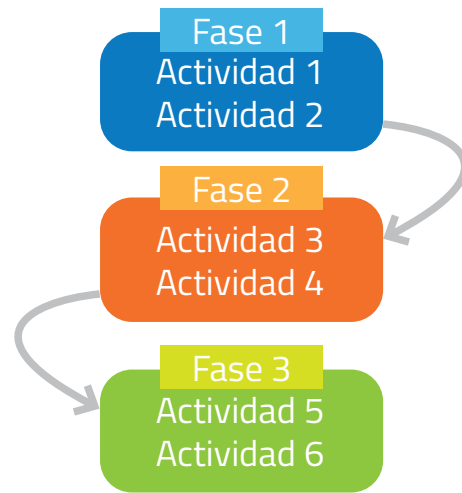 Fase 1
Actividad 1
Actividad 2
Fase 2
Actividad 3
Actividad 4
Fase 3
Actividad 5
Actividad 6